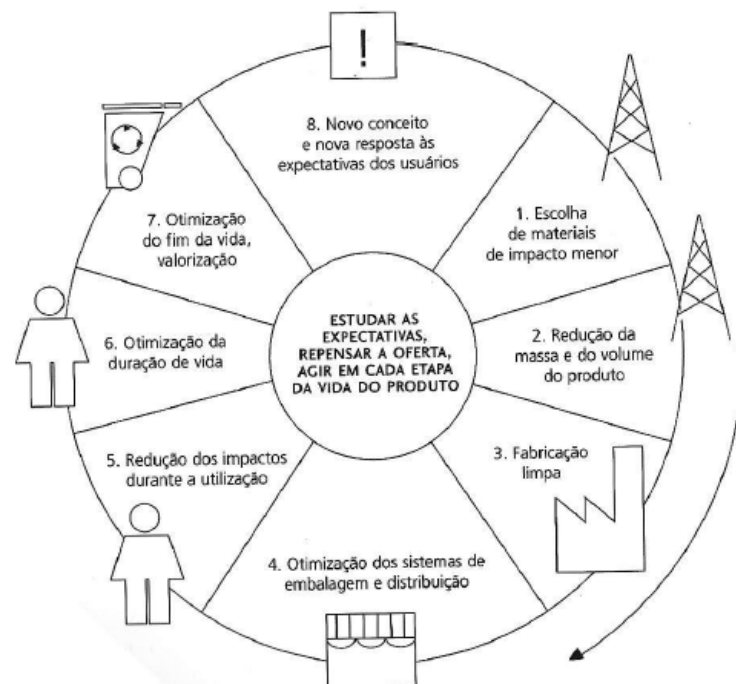 !
8. Novo conceito
e nova resposta às
expectativas dos usuários
1. Escolha
de materiais
de impacto menor
2. Redução da
massa e do volume
do produto
3. Fabricação
limpa
4. Otimização dos sistemas de
embalagem e distribuição
5. Redução dos impactos
durante a utilização
6. Otimização da
duração de vida
7. Otimização
do fim da vida,
valorização
ESTUDAR AS
EXPECTATIVAS,
REPENSAR A OFERTA,
AGIR EM CADA ETAPA
DA VIDA DO PRODUTO